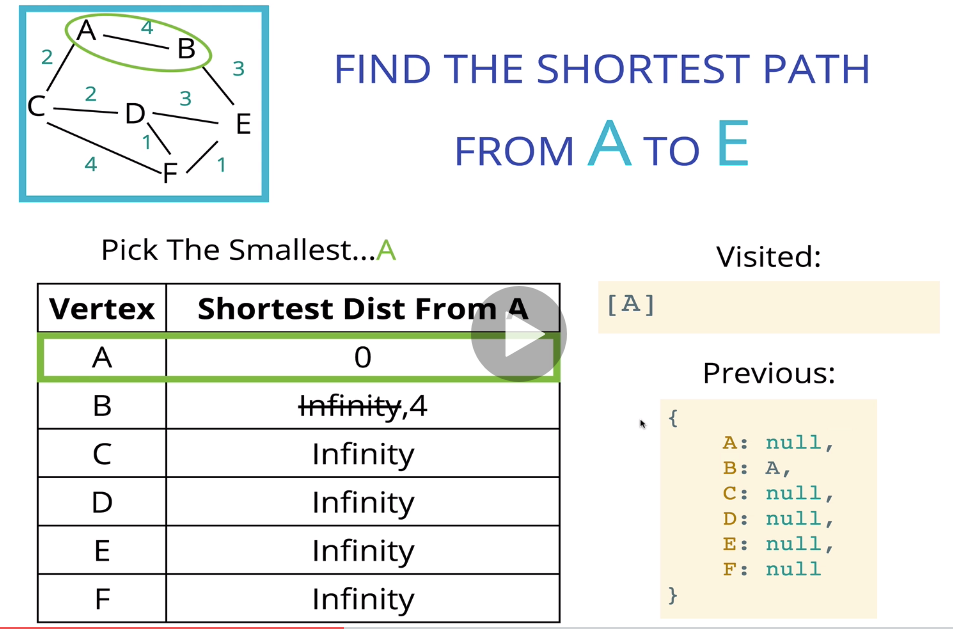 A 4 B
2 3
C 2 D 3 E
1
4 F 1
FIND THE SHORTEST PATH
FROM A TO E
Pick The Smallest...A
Vertex Shortest Dist From A
A 0
B Infinity,4
C Infinity
D Infinity
E Infinity
F Infinity
Visited:
[A]
Previous:
{
A: null,
B: A,
C: null,
D: null,
E: null,
F: null
}